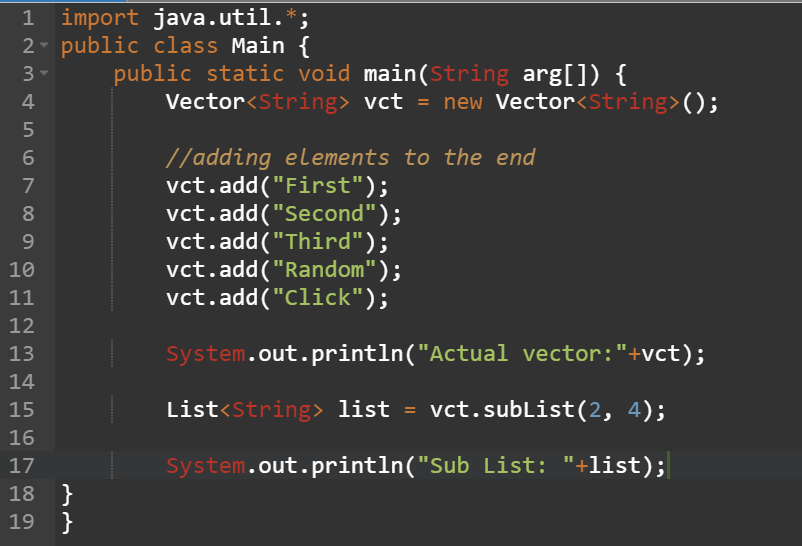 1 import java.util.*;
2 public class Main {
3     public static void main(String arg[]) {
4         Vector<String> vct = new Vector<String>();
5
6         //adding elements to the end
7         vct.add("First");
8         vct.add("Second");
9         vct.add("Third");
10         vct.add("Random");
11         vct.add("Click");
12
13         System.out.println("Actual vector:"+vct);
14
15         List<String> list = vct.subList(2, 4);
16
17         System.out.println("Sub List: "+list);
18 }
19 }